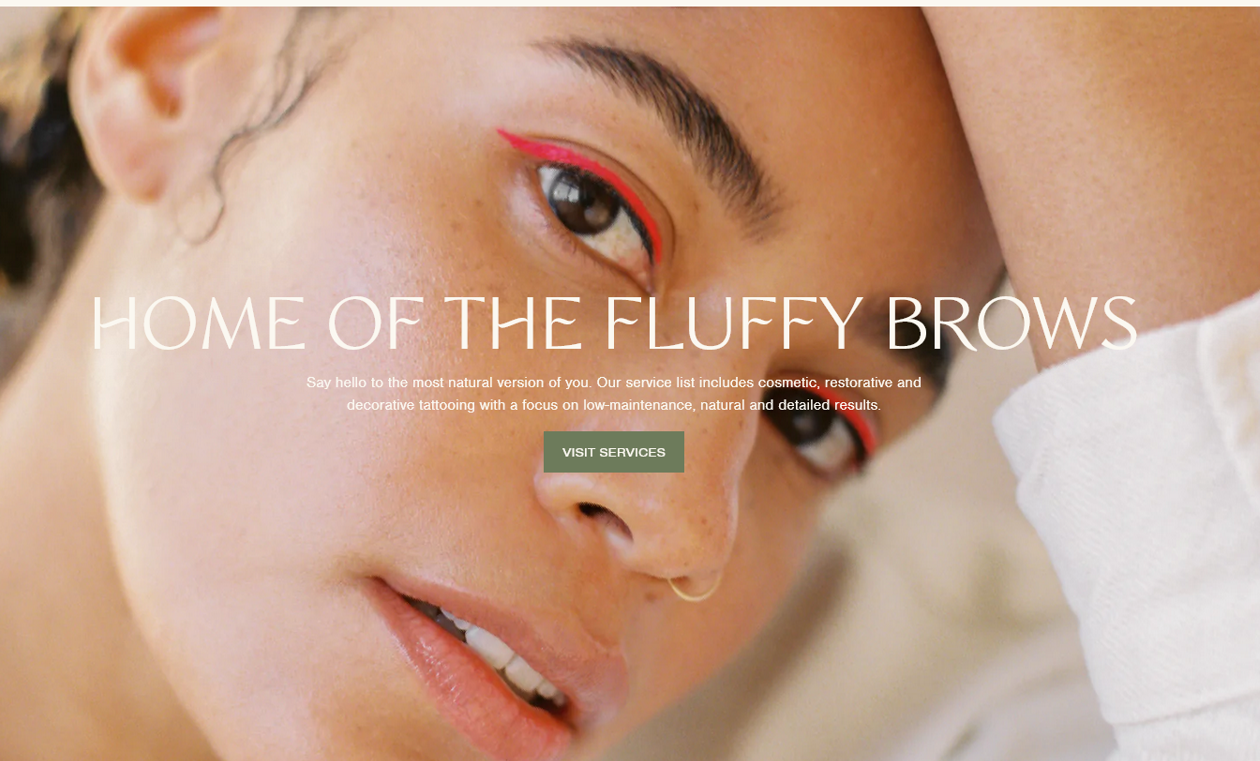 HOME OF THE FLUFFY BROWS
Say hello to the most natural version of you. Our service list includes cosmetic, restorative and
decorative tattooing with a focus on low-maintenance, natural and detailed results.
VISIT SERVICES